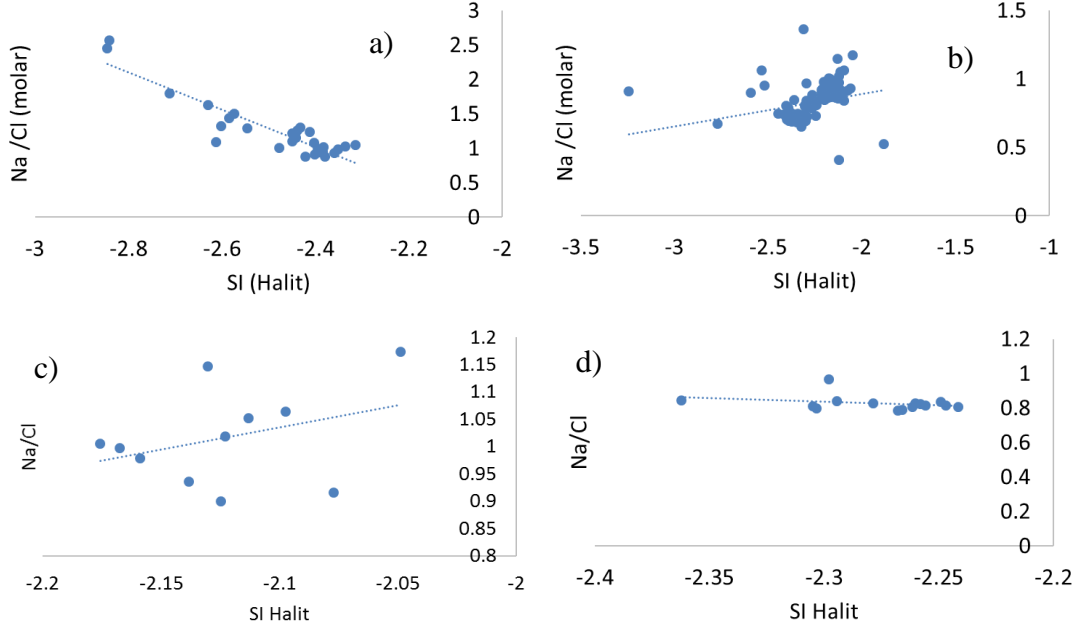 a)
Na /Cl (molar)
3
2.5
2
1.5
1
0.5
0
-3 -2.8 -2.6 -2.4 -2.2 -2
SI (Halit)
b)
Na /Cl (molar)
1.5
1
0.5
0
-3.5 -3 -2.5 -2 -1.5 -1
SI (Halit)
c)
Na/Cl
1.2
1.15
1.1
1.05
1
0.95
0.9
0.85
0.8
-2.2 -2.15 -2.1 -2.05 -2
SI Halit
d)
Na/Cl
1.2
1
0.8
0.6
0.4
0.2
0
-2.4 -2.35 -2.3 -2.25 -2.2
SI Halit